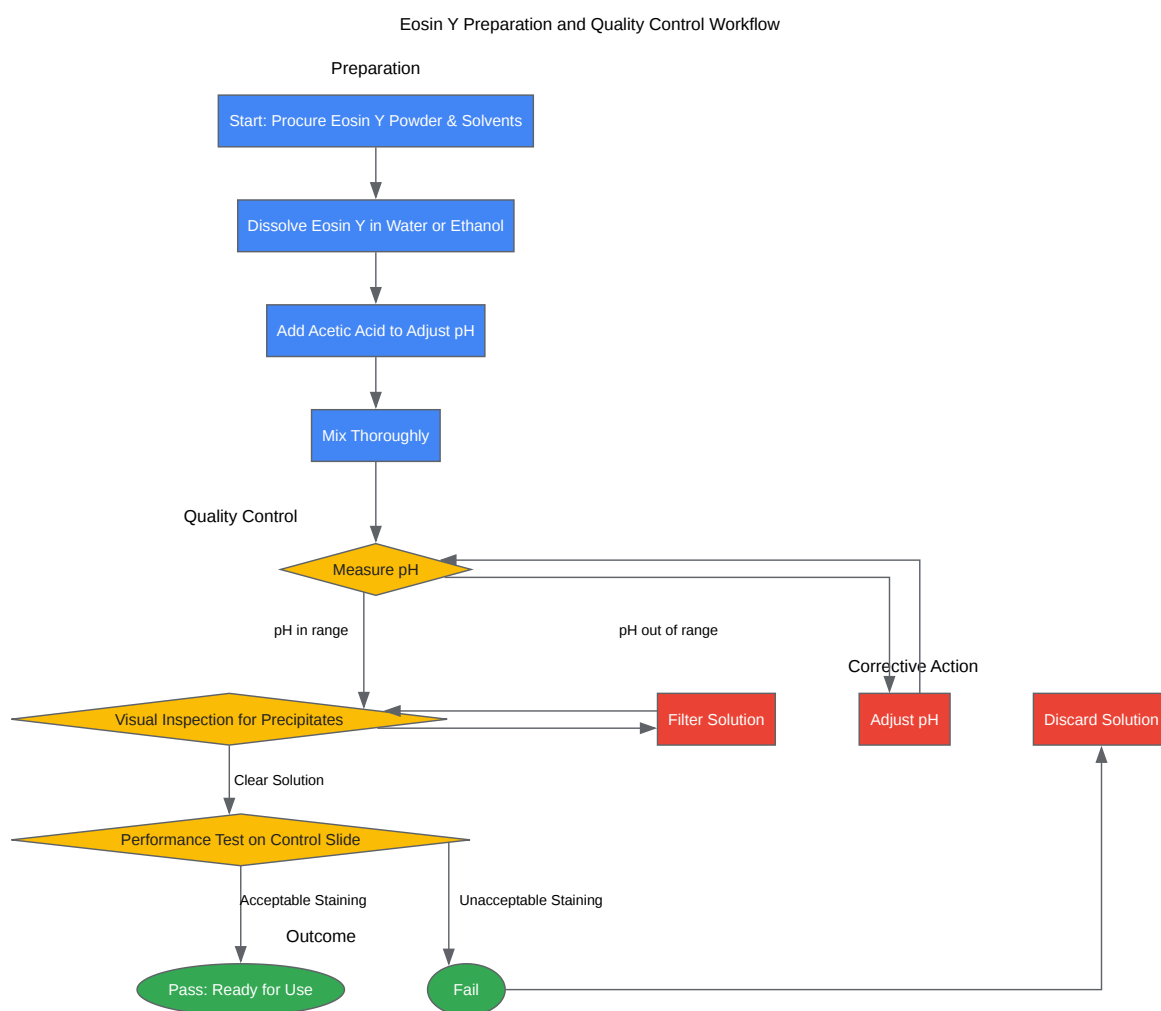 Eosin Y Preparation and Quality Control Workflow
Preparation
Start: Procure Eosin Y Powder & Solvents
Dissolve Eosin Y in Water or Ethanol
Add Acetic Acid to Adjust pH
Mix Thoroughly
Quality Control
Measure pH
pH in range
pH out of range
Corrective Action
Visual Inspection for Precipitates
Filter Solution
Adjust pH
Discard Solution
Clear Solution
Performance Test on Control Slide
Acceptable Staining
Unacceptable Staining
Outcome
Pass: Ready for Use
Fail